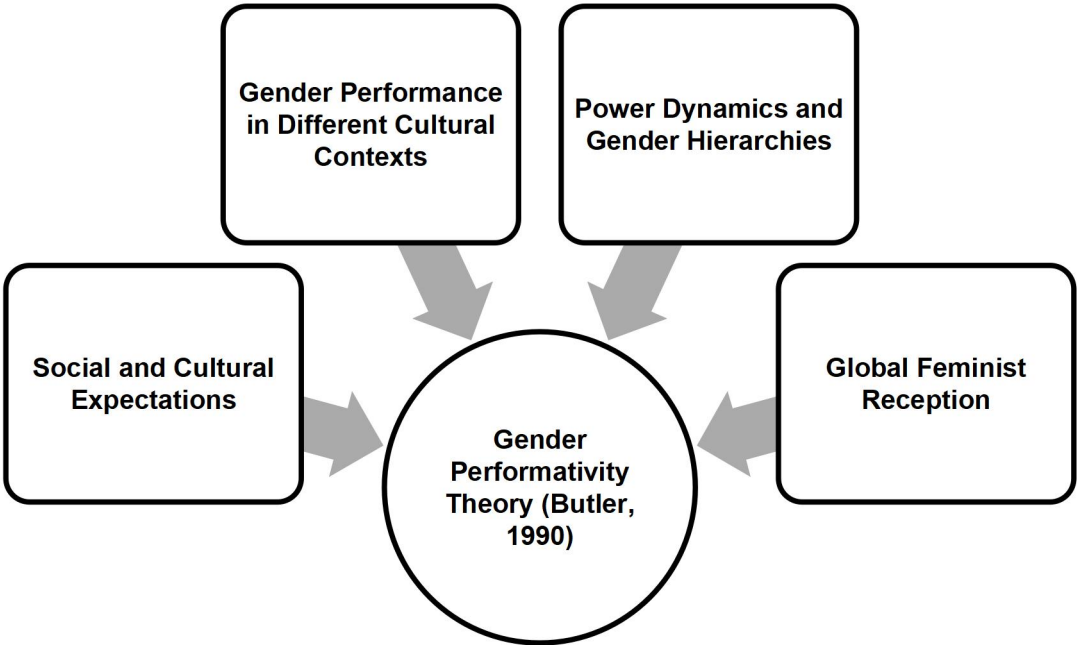 Gender Performance
in Different Cultural
Contexts
Power Dynamics and
Gender Hierarchies
Social and Cultural
Expectations
Global Feminist
Reception
Gender
Performativity
Theory (Butler,
1990)